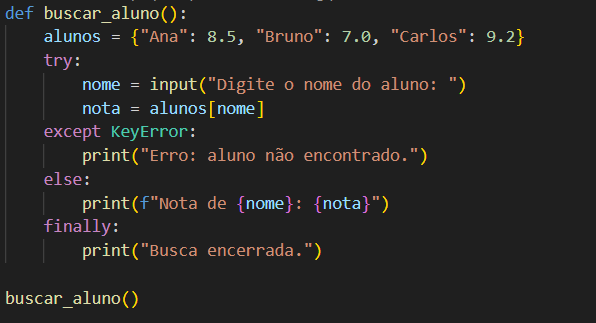 def buscar_aluno():
    alunos = {"Ana": 8.5, "Bruno": 7.0, "Carlos": 9.2}
    try:
        nome = input("Digite o nome do aluno: ")
        nota = alunos[nome]
    except KeyError:
        print("Erro: aluno não encontrado.")
    else:
        print(f"Nota de {nome}: {nota}")
    finally:
        print("Busca encerrada.")

buscar_aluno()